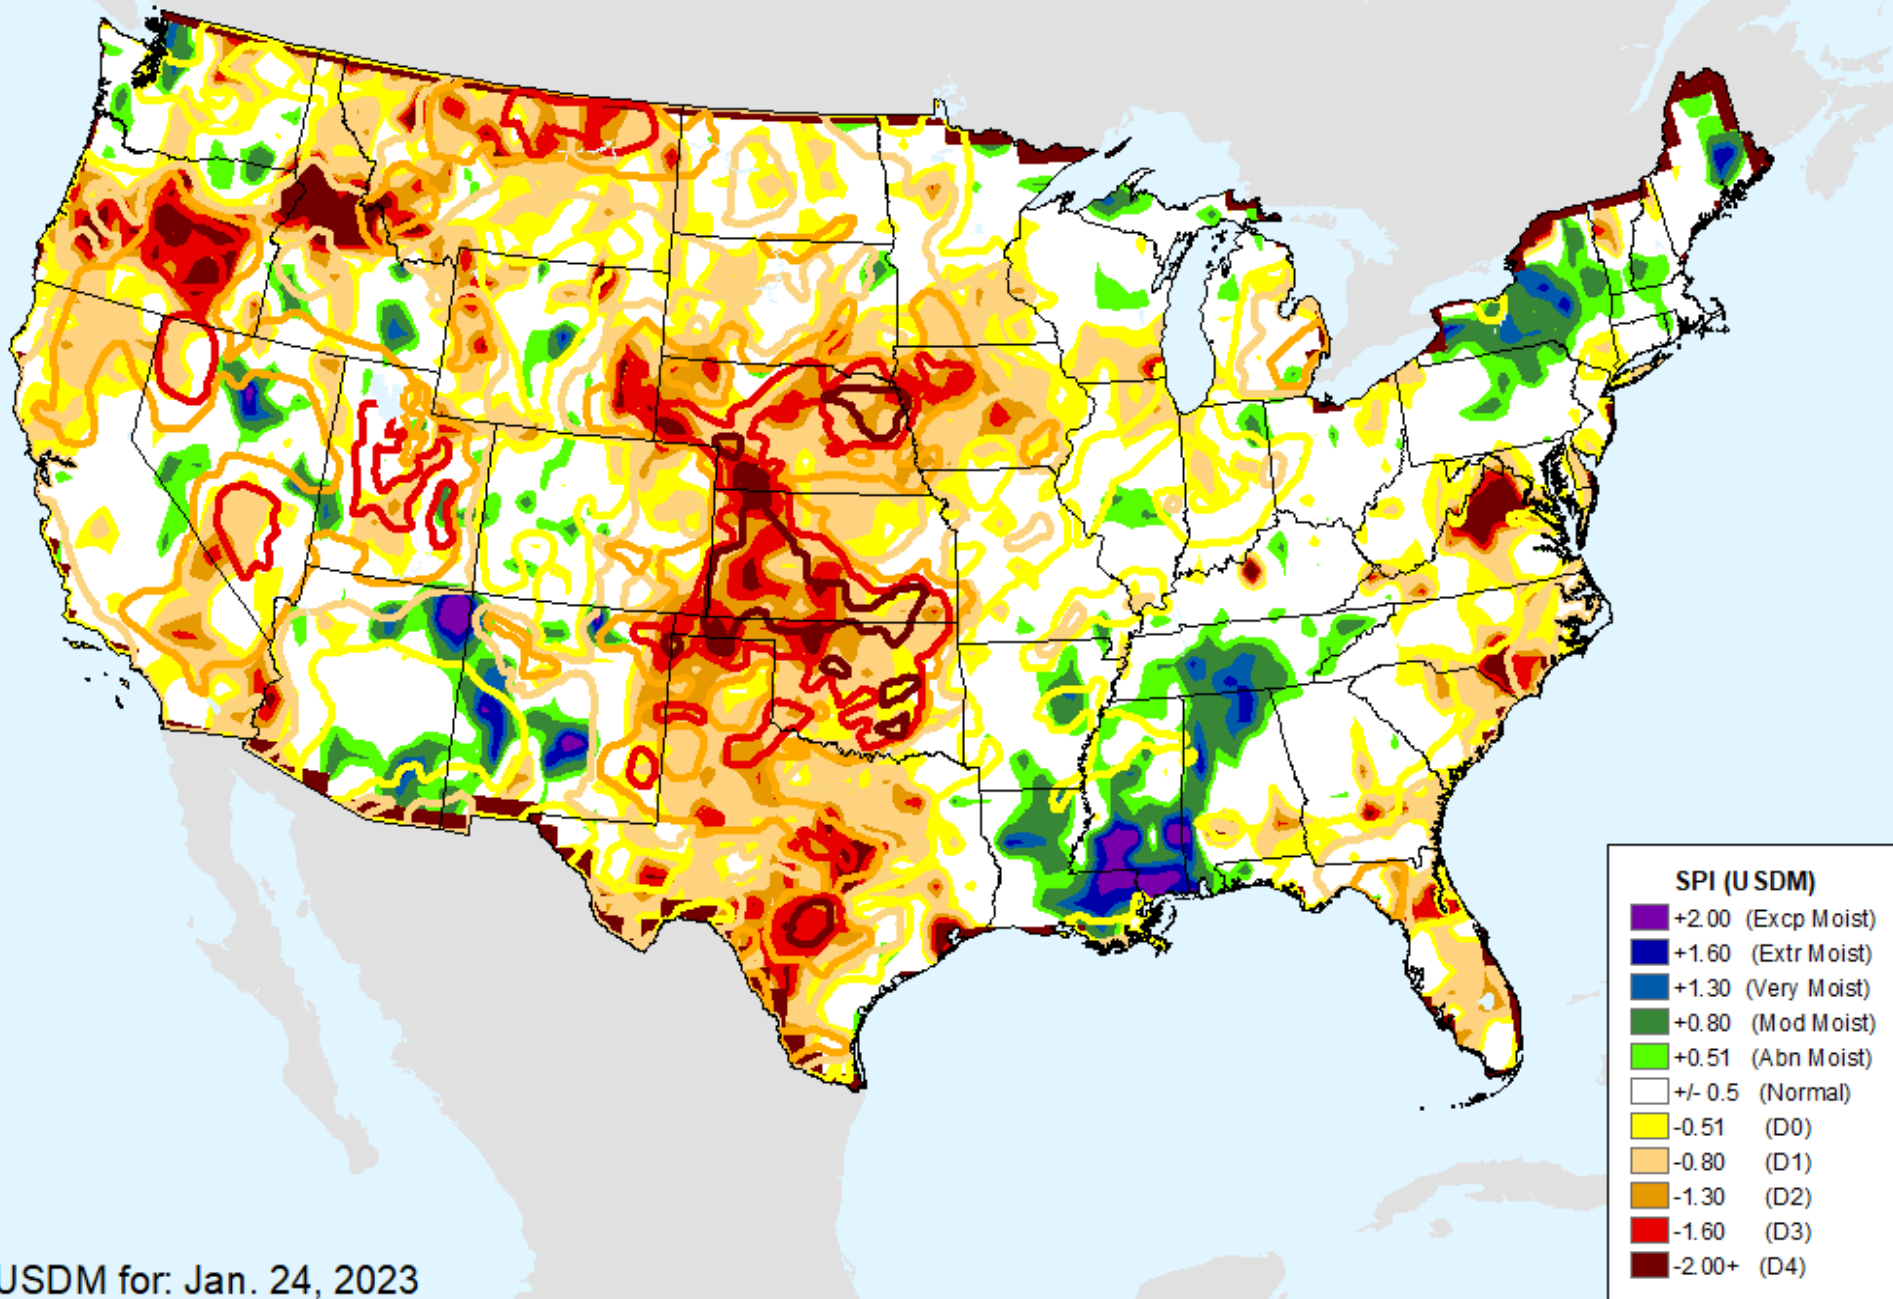 SPI (USDM)
+2.00 (Excp Moist)
+1.60 (Extr Moist)
+1.30 (Very Moist)
+0.80 (Mod Moist)
+0.51 (Abn Moist)
+/- 0.5 (Normal)
-0.51 (D0)
-0.80 (D1)
-1.30 (D2)
-1.60 (D3)
-2.00+ (D4)
USDM for: Jan. 24, 2023